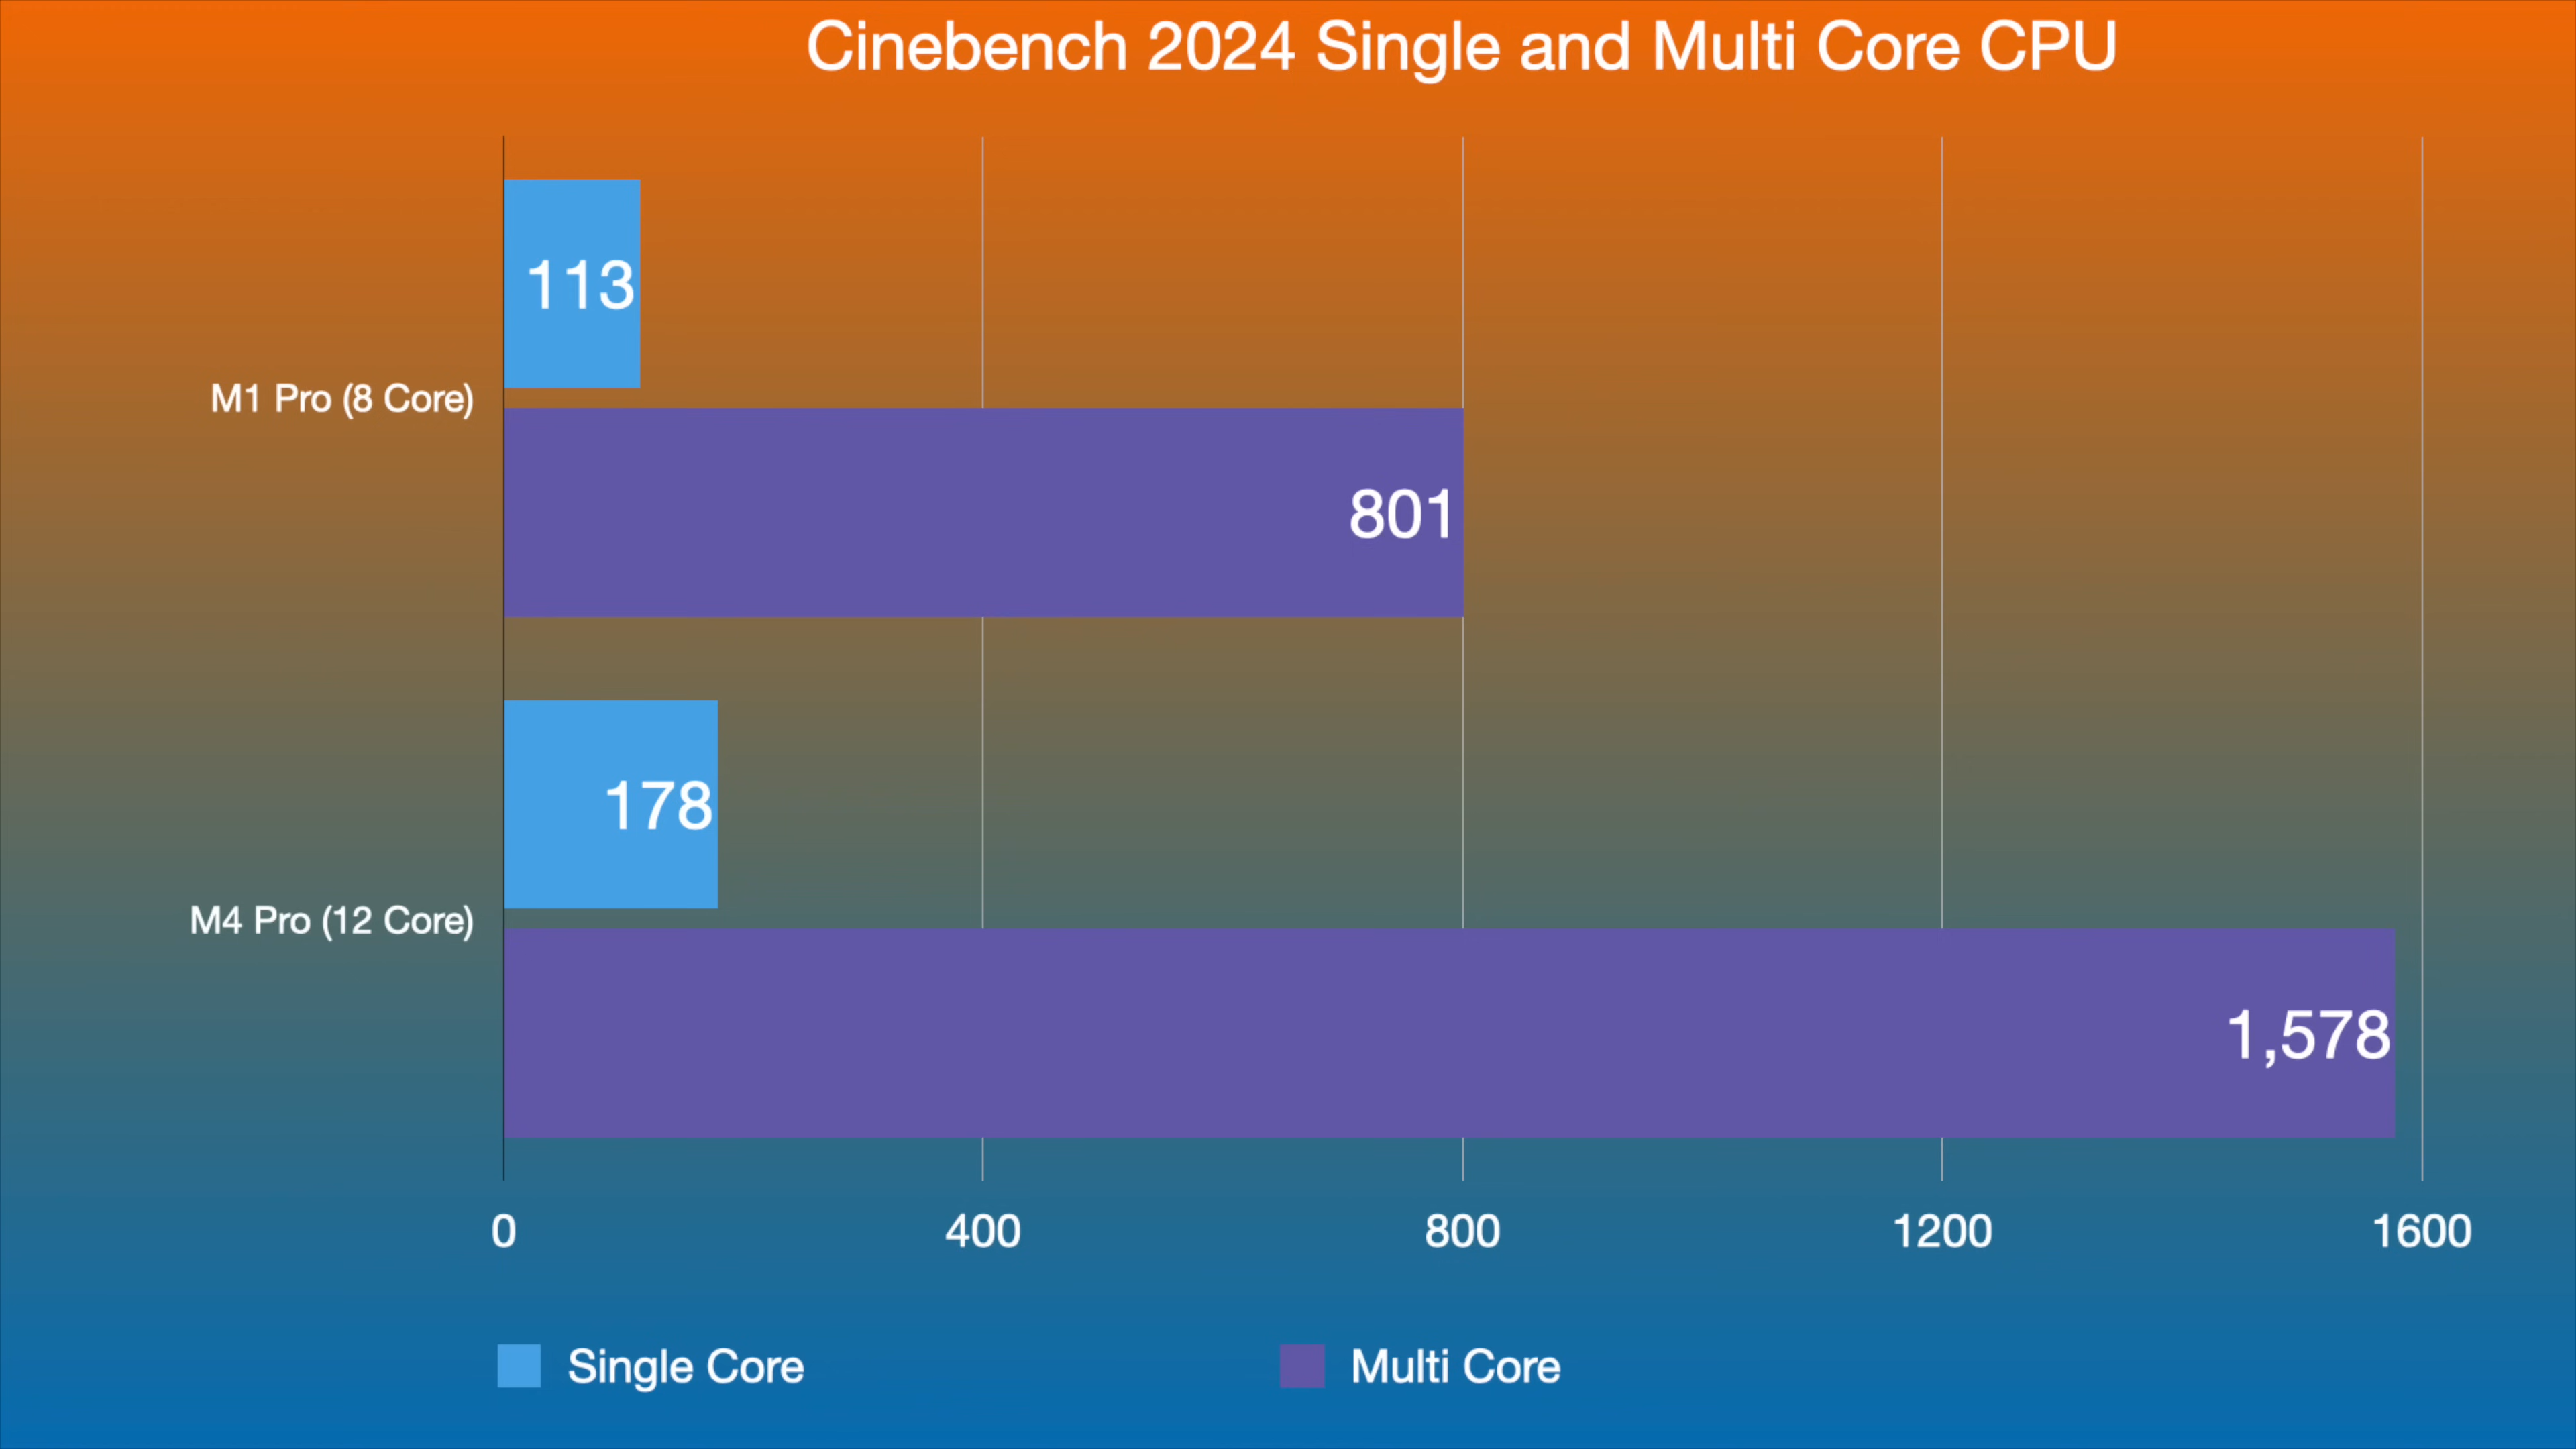 Cinebench 2024 Single and Multi Core CPU
113
M1 Pro (8 Core)
801
178
M4 Pro (12 Core)
1,578
0 400 800 1200 1600
Single Core Multi Core